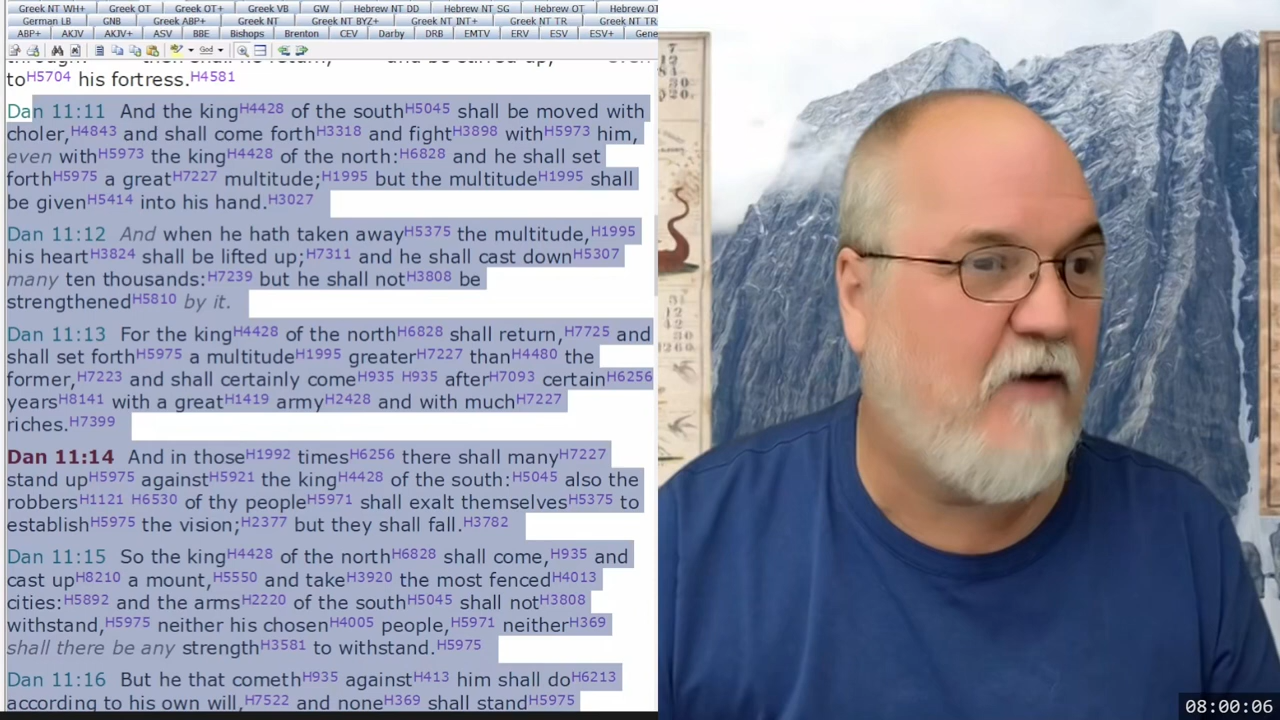 Greek NT WH+ Greek OT Greek OT+ Greek VB GW Hebrew NT DD Hebrew NT SG Hebrew OT Hebrew OT
German LB GNB Greek ABP+ Greek NT Greek NT BYZ+ Greek NT INT+ Greek NT TR Greek NT TR
ABP+ AKJV AKJV+ ASV BBE Bishops Brenton CEV Darby DRB EMTV ERV ESV ESV+ Gene
God
through: then shall he return, and be stirred up, even
toH5704 his fortress.H4581
Dan 11:11 And the kingH4428 of the southH5045 shall be moved with
choler,H4843 and shall come forthH3318 and fightH3898 withH5973 him,
even withH5973 the kingH4428 of the north:H6828 and he shall set
forthH5975 a greatH7227 multitude;H1995 but the multitudeH1995 shall
be givenH5414 into his hand.H3027
Dan 11:12 And when he hath taken awayH5375 the multitude,H1995
his heartH3824 shall be lifted up;H7311 and he shall cast downH5307
many ten thousands:H7239 but he shall notH3808 be
strengthenedH5810 by it.
Dan 11:13 For the kingH4428 of the northH6828 shall return,H7725 and
shall set forthH5975 a multitudeH1995 greaterH7227 thanH4480 the
former,H7223 and shall certainly comeH935 H935 afterH7093 certainH6256
yearsH8141 with a greatH1419 armyH2428 and with muchH7227
riches.H7399
Dan 11:14 And in thoseH1992 timesH6256 there shall manyH7227
stand upH5975 againstH5921 the kingH4428 of the south:H5045 also the
robbersH1121 H6530 of thy peopleH5971 shall exalt themselvesH5375 to
establishH5975 the vision;H2377 but they shall fall.H3782
Dan 11:15 So the kingH4428 of the northH6828 shall come,H935 and
cast upH8210 a mount,H5550 and takeH3920 the most fencedH4013
cities:H5892 and the armsH2220 of the southH5045 shall notH3808
withstand,H5975 neither his chosenH4005 people,H5971 neitherH369
shall there be any strengthH3581 to withstand.H5975
Dan 11:16 But he that comethH935 againstH413 him shall doH6213
according to his own will,H7522 and noneH369 shall standH5975
08:00:06